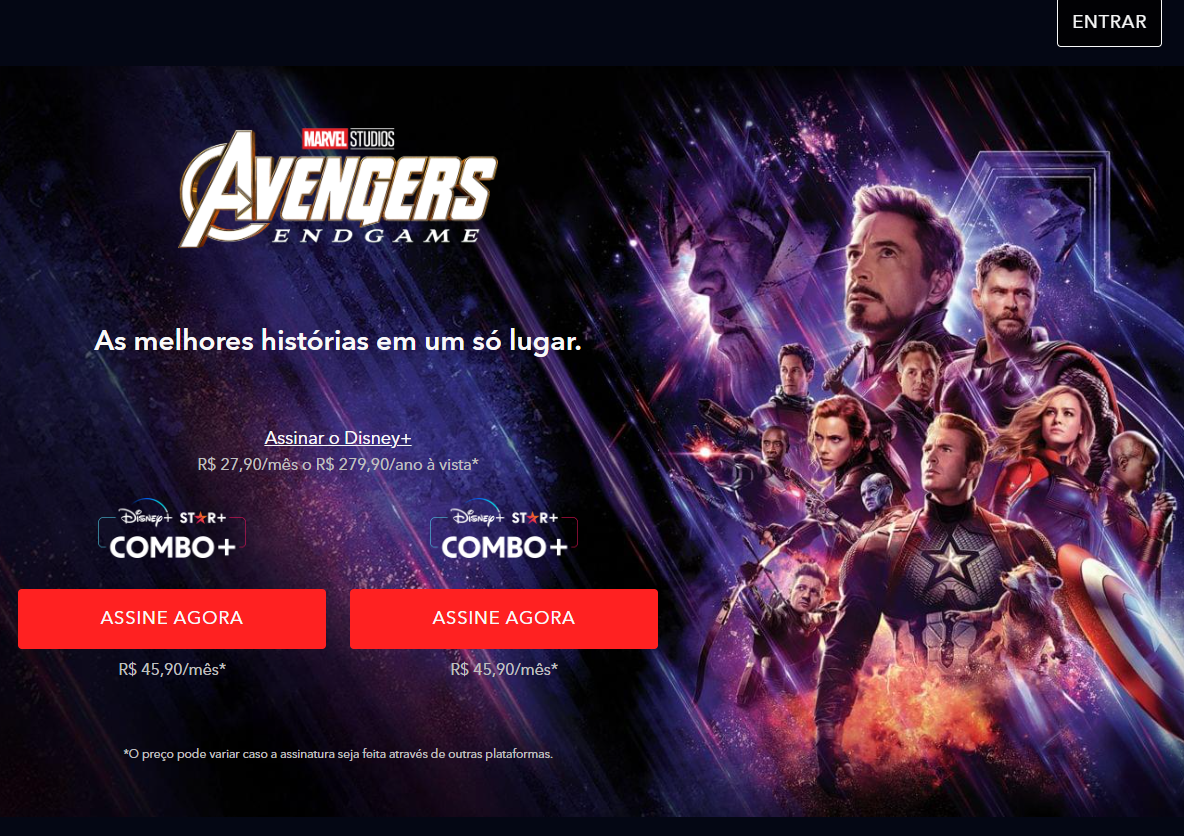 ENTRAR
MARVEL STUDIOS
AVENGERS
ENDGAME
As melhores histórias em um só lugar.
Assinar o Disney+
R$ 27,90/mês o R$ 279,90/ano à vista*
Disney+ STAR+
COMBO+
ASSINE AGORA
R$ 45,90/mês*
Disney+ STAR+
COMBO+
ASSINE AGORA
R$ 45,90/mês*
*O preço pode variar caso a assinatura seja feita através de outras plataformas.